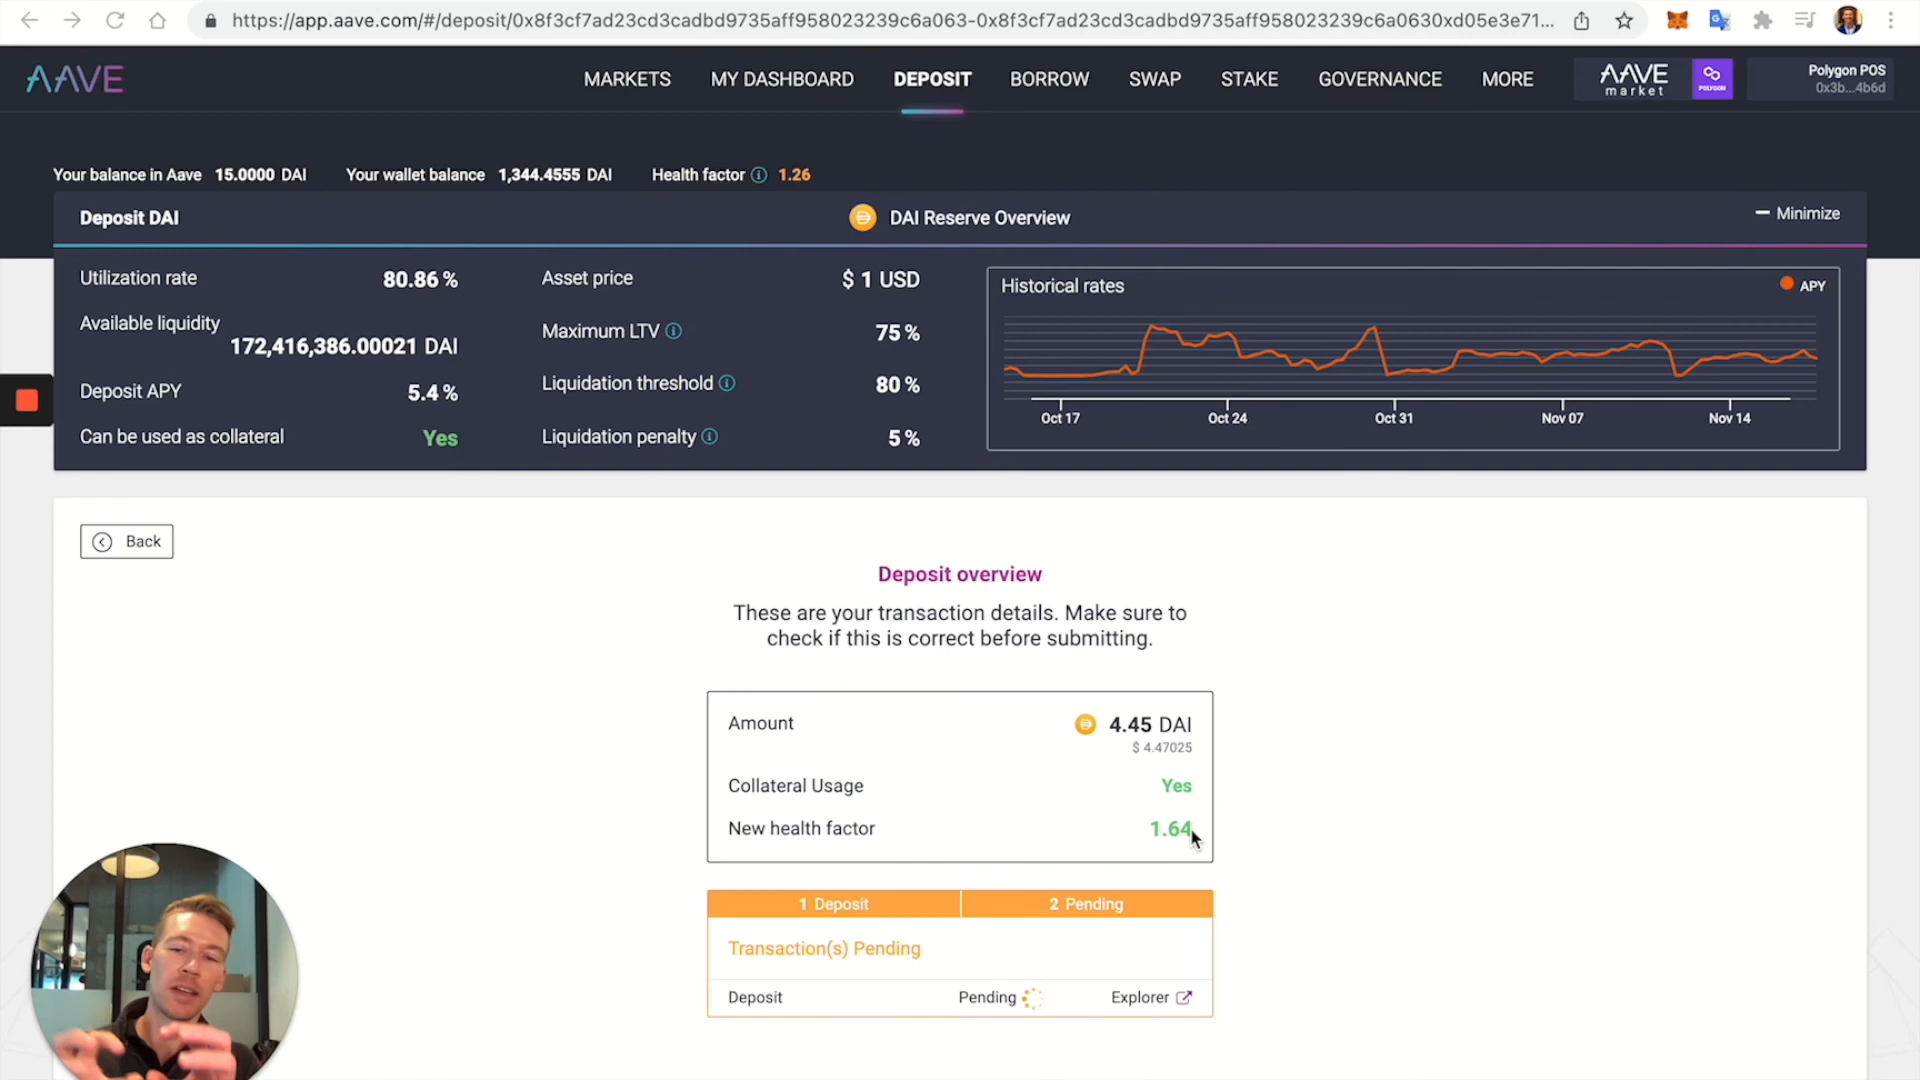 https://app.aave.com/#/deposit/0x8f3cf7ad23cd3cadbd9735aff958023239c6a063-0x8f3cf7ad23cd3cadbd9735aff958023239c6a0630xd05e3e71...
AAVE MARKETS MY DASHBOARD DEPOSIT BORROW SWAP STAKE GOVERNANCE MORE AAVE market POLYGON Polygon POS
0x3b...4b6d
Your balance in Aave 15.0000 DAI Your wallet balance 1,344.4555 DAI Health factor 1.26
Deposit DAI DAI Reserve Overview Minimize
Utilization rate 80.86 % Asset price $ 1 USD Historical rates APY
Available liquidity Maximum LTV 75 %
172,416,386.00021 DAI
Deposit APY 5.4 % Liquidation threshold 80 %
Oct 17 Oct 24 Oct 31 Nov 07 Nov 14
Can be used as collateral Yes Liquidation penalty 5 %
Back
Deposit overview
These are your transaction details. Make sure to
check if this is correct before submitting.
Amount 4.45 DAI
$ 4.47025
Collateral Usage Yes
New health factor 1.64
1 Deposit 2 Pending
Transaction(s) Pending
Deposit Pending Explorer